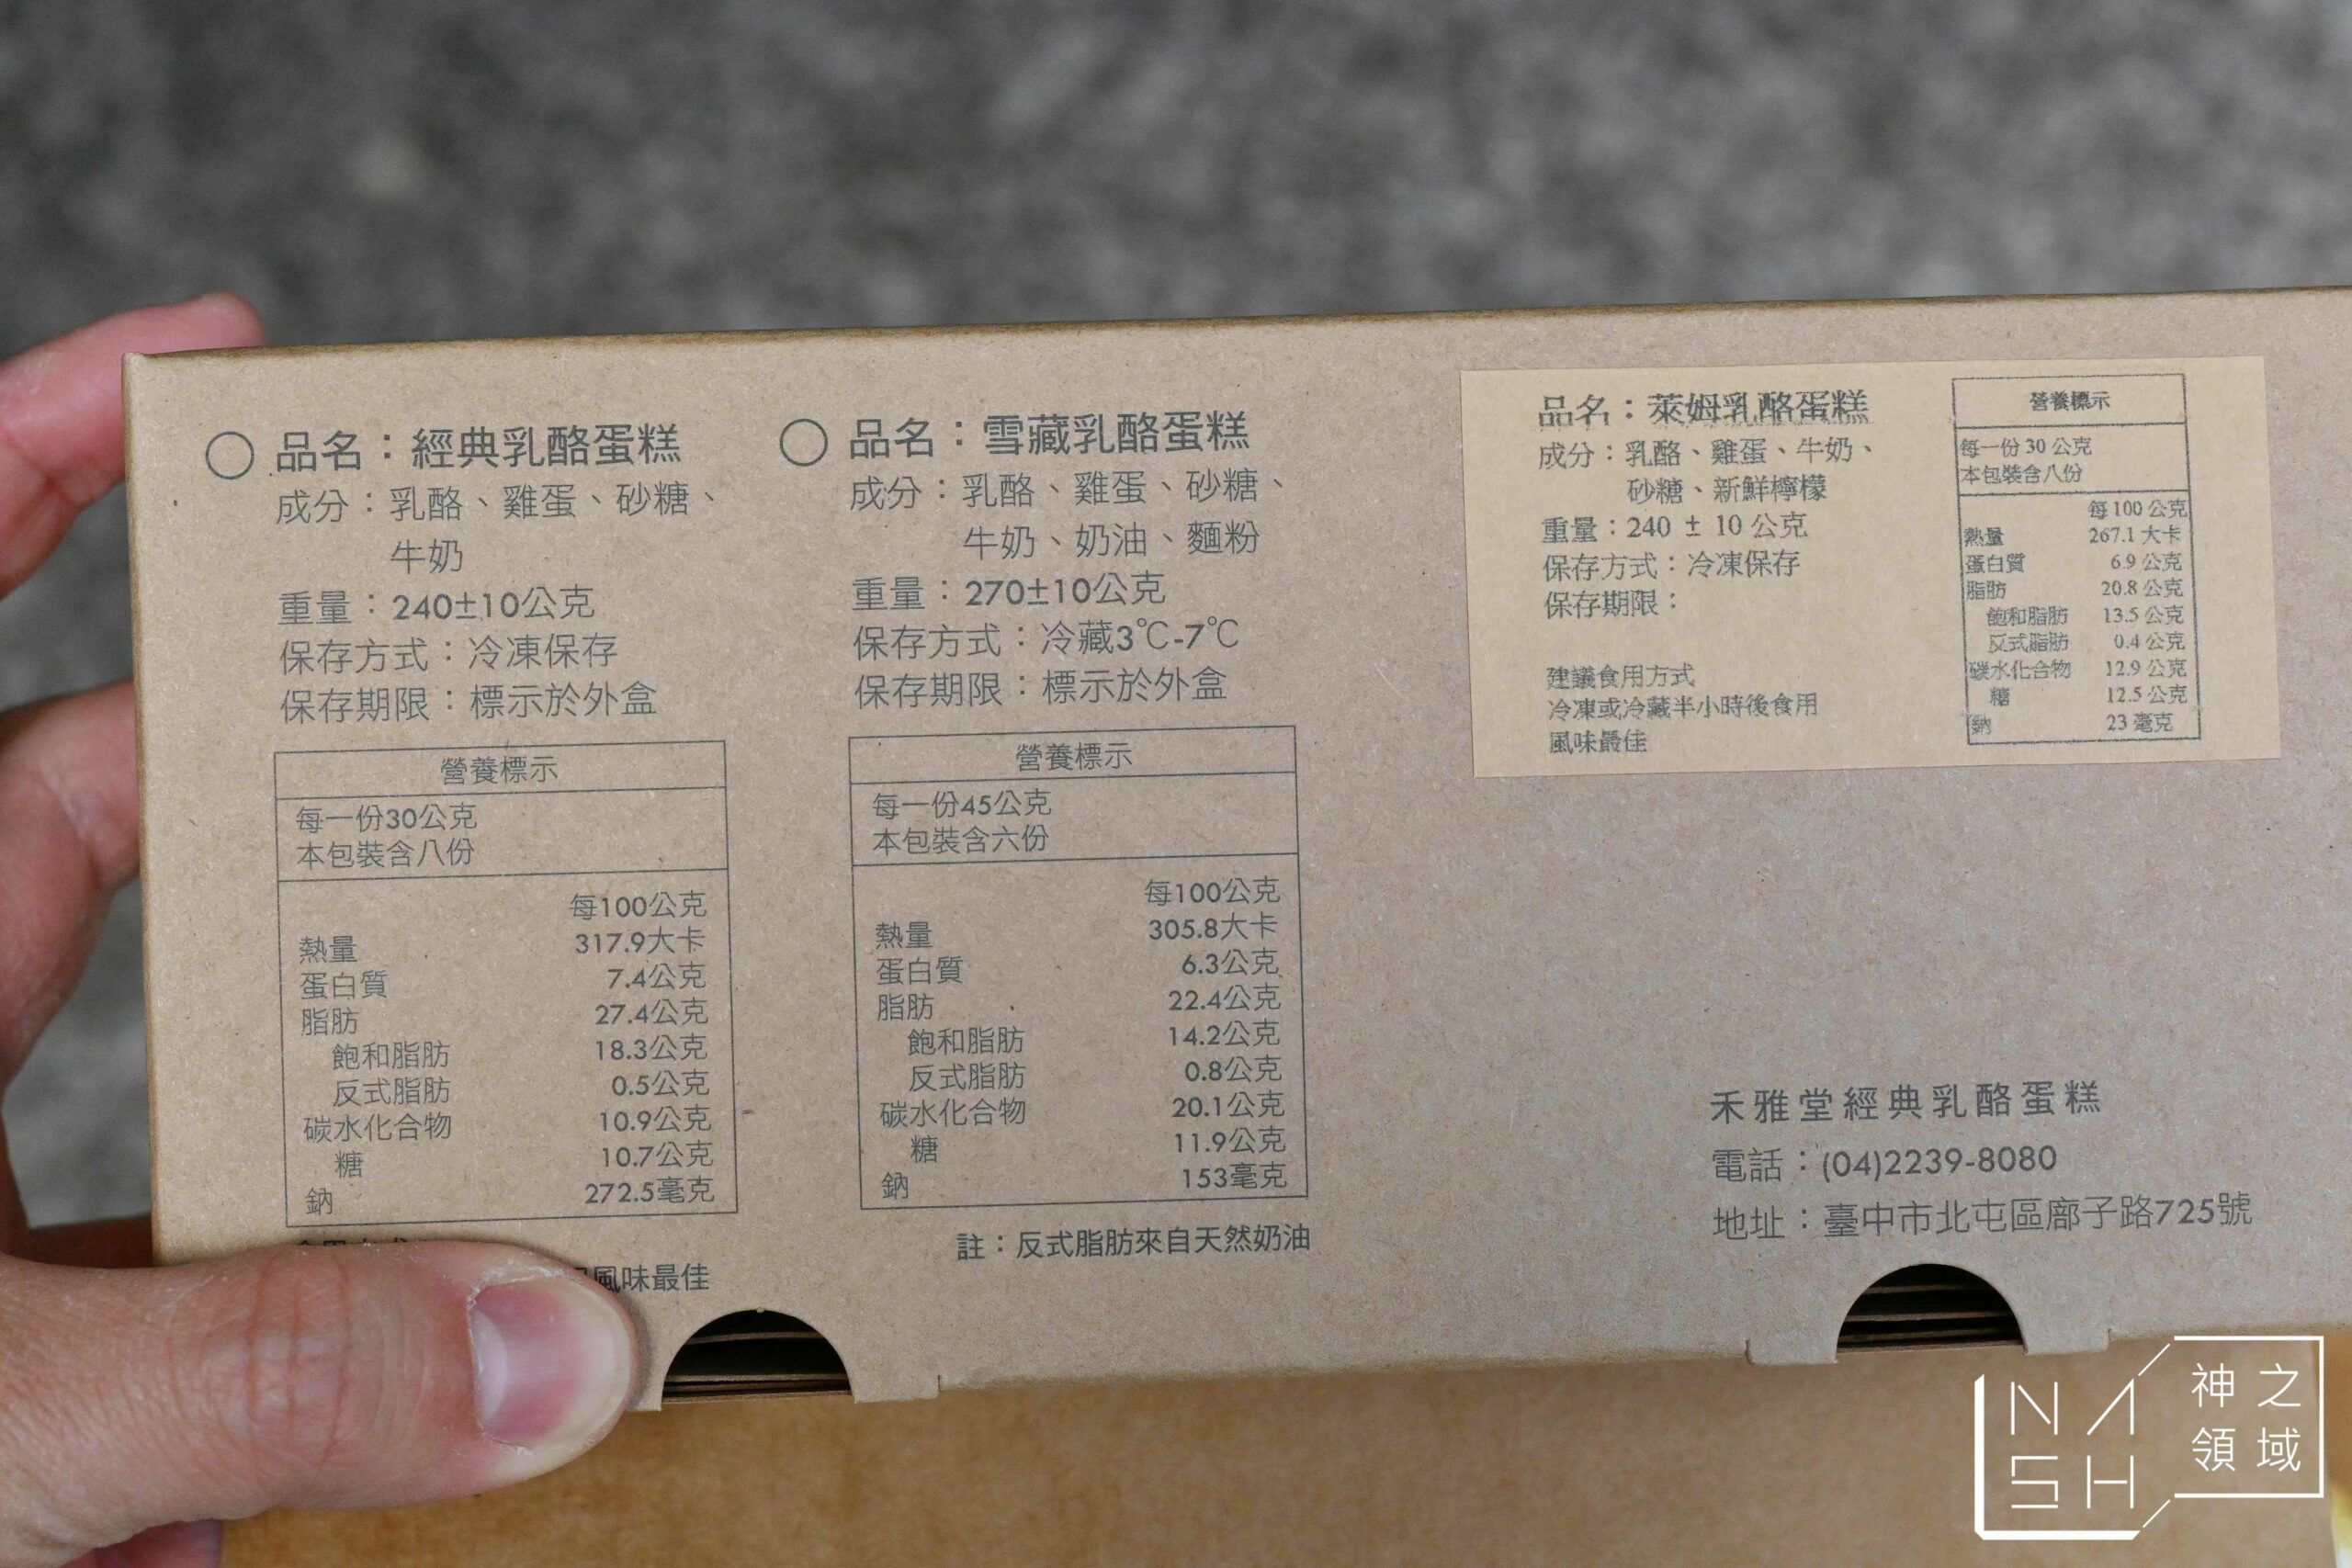 品名：經典乳酪蛋糕
成分：乳酪、雞蛋、砂糖、
牛奶
重量：240±10公克
保存方式：冷凍保存
保存期限：標示於外盒
營養標示
每一份30公克
本包裝含八份
每100公克
熱量 317.9大卡
蛋白質 7.4公克
脂肪 27.4公克
飽和脂肪 18.3公克
反式脂肪 0.5公克
碳水化合物 10.9公克
糖 10.7公克
鈉 272.5毫克
風味最佳
品名：雪藏乳酪蛋糕
成分：乳酪、雞蛋、砂糖、
牛奶、奶油、麵粉
重量：270±10公克
保存方式：冷藏3℃-7℃
保存期限：標示於外盒
營養標示
每一份45公克
本包裝含六份
每100公克
熱量 305.8大卡
蛋白質 6.3公克
脂肪 22.4公克
飽和脂肪 14.2公克
反式脂肪 0.8公克
碳水化合物 20.1公克
糖 11.9公克
鈉 153毫克
註：反式脂肪來自天然奶油
品名：萊姆乳酪蛋糕
成分：乳酪、雞蛋、牛奶、
砂糖、新鮮檸檬
重量：240 ± 10 公克
保存方式：冷凍保存
保存期限：
建議食用方式
冷凍或冷藏半小時後食用
風味最佳
營養標示
每一份 30 公克
本包裝含八份
每 100 公克
熱量 267.1 大卡
蛋白質 6.9 公克
脂肪 20.8 公克
飽和脂肪 13.5 公克
反式脂肪 0.4 公克
碳水化合物 12.9 公克
糖 12.5 公克
鈉 23 毫克
禾雅堂經典乳酪蛋糕
電話：(04)2239-8080
地址：臺中市北屯區廍子路725號
NASH
神之
領域